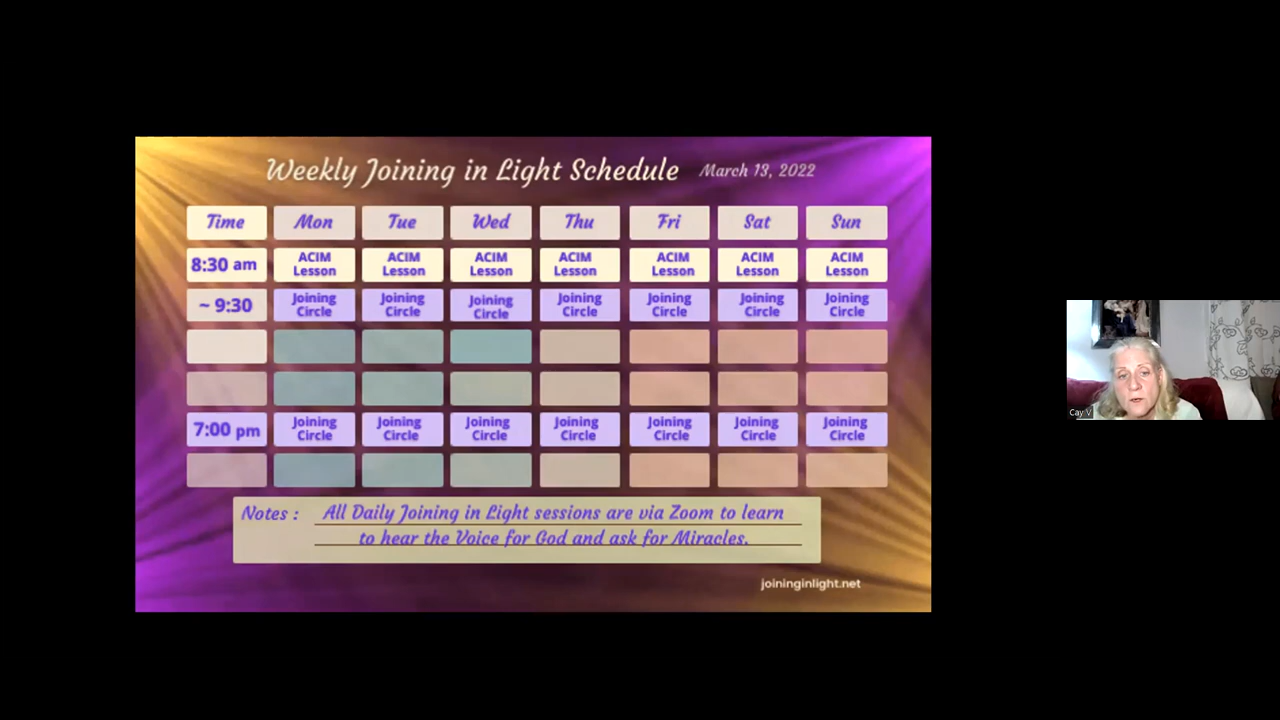 Weekly Joining in Light Schedule March 13, 2022
Time Mon Tue Wed Thu Fri Sat Sun
8:30 am ACIM Lesson ACIM Lesson ACIM Lesson ACIM Lesson ACIM Lesson ACIM Lesson ACIM Lesson
~ 9:30 Joining Circle Joining Circle Joining Circle Joining Circle Joining Circle Joining Circle Joining Circle
7:00 pm Joining Circle Joining Circle Joining Circle Joining Circle Joining Circle Joining Circle Joining Circle
Notes : All Daily Joining in Light sessions are via Zoom to learn
to hear the Voice for God and ask for Miracles.
joininginlight.net
Cay V